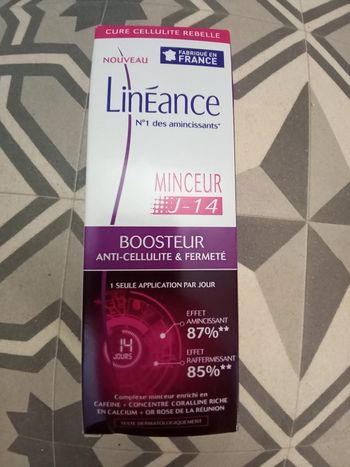 CURE CELLULITE REBELLE
NOUVEAU
FABRIQUÉ EN
FRANCE
LINÉANCE
N°1 des amincissants*
MINCEUR
J-14
BOOSTEUR
ANTI-CELLULITE & FERMETÉ
1 SEULE APPLICATION PAR JOUR
EFFET
AMINCISSANT
87%**
14
JOURS
EFFET
RAFFERMISSANT
85%**
Complexe minceur enrichi en
CAFÉINE + CONCENTRÉ CORALLINE RICHE
EN CALCIUM + OR ROSE DE LA RÉUNION
TESTÉ DERMATOLOGIQUEMENT